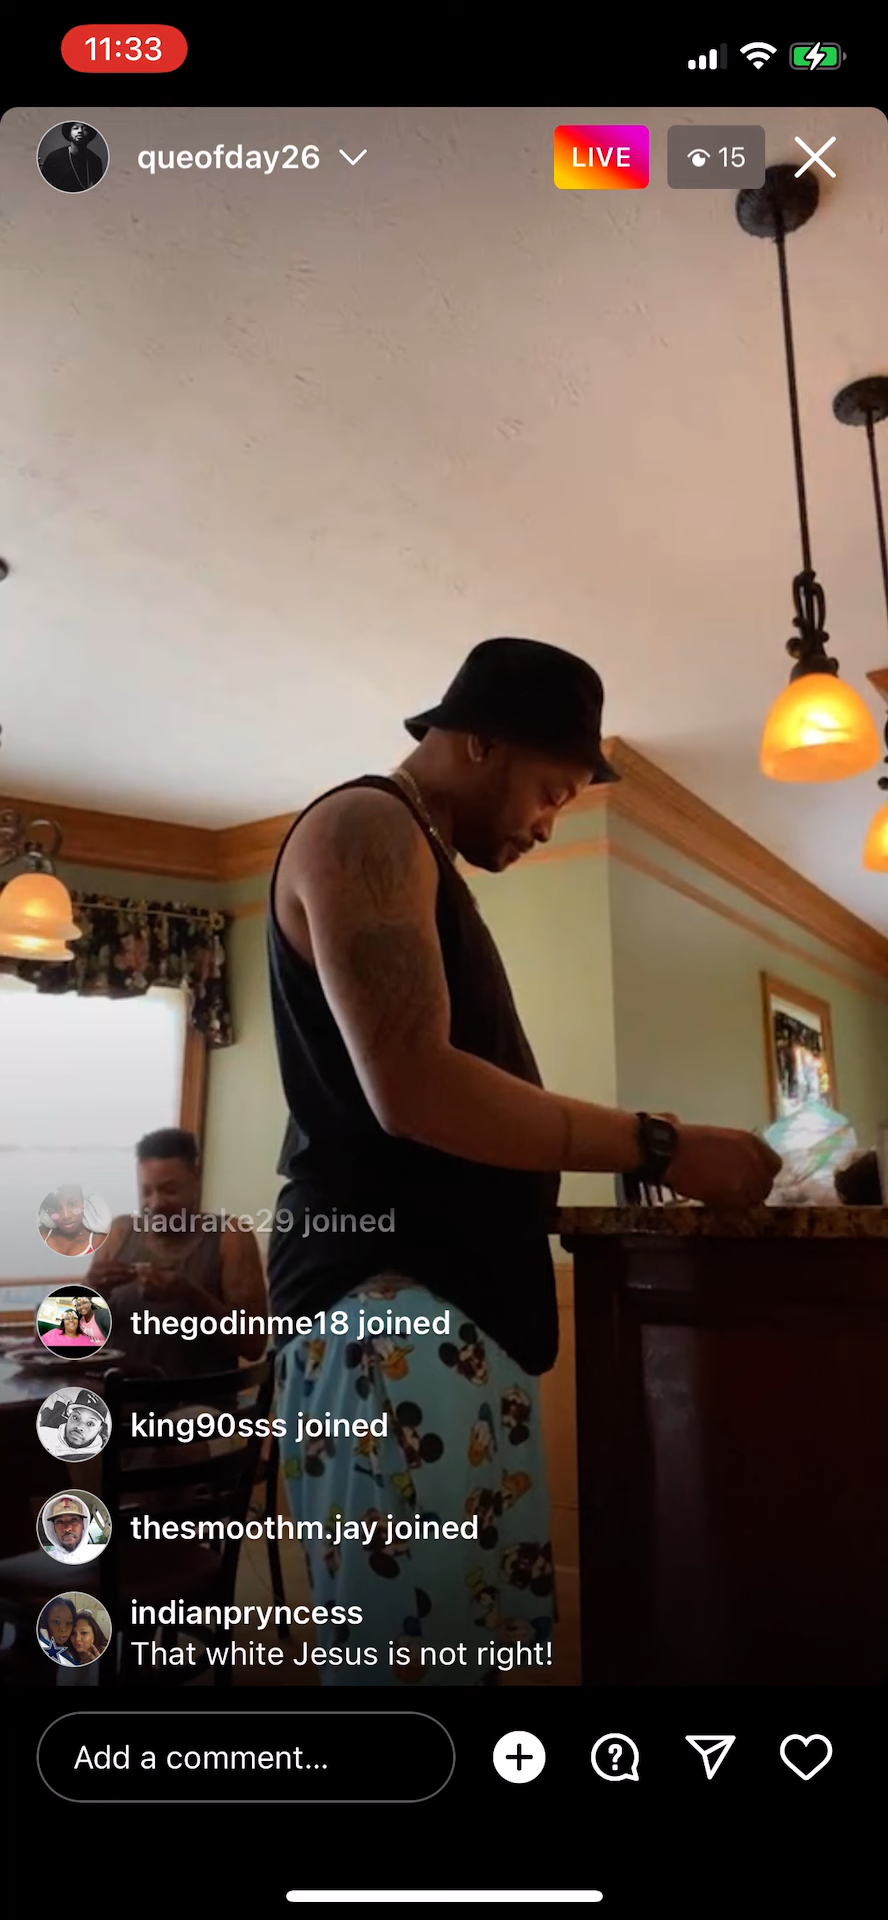 11:33
queofday26
LIVE
15
tiadrake29 joined
thegodinme18 joined
king90sss joined
thesmoothm.jay joined
indianpryncess
That white Jesus is not right!
Add a comment...